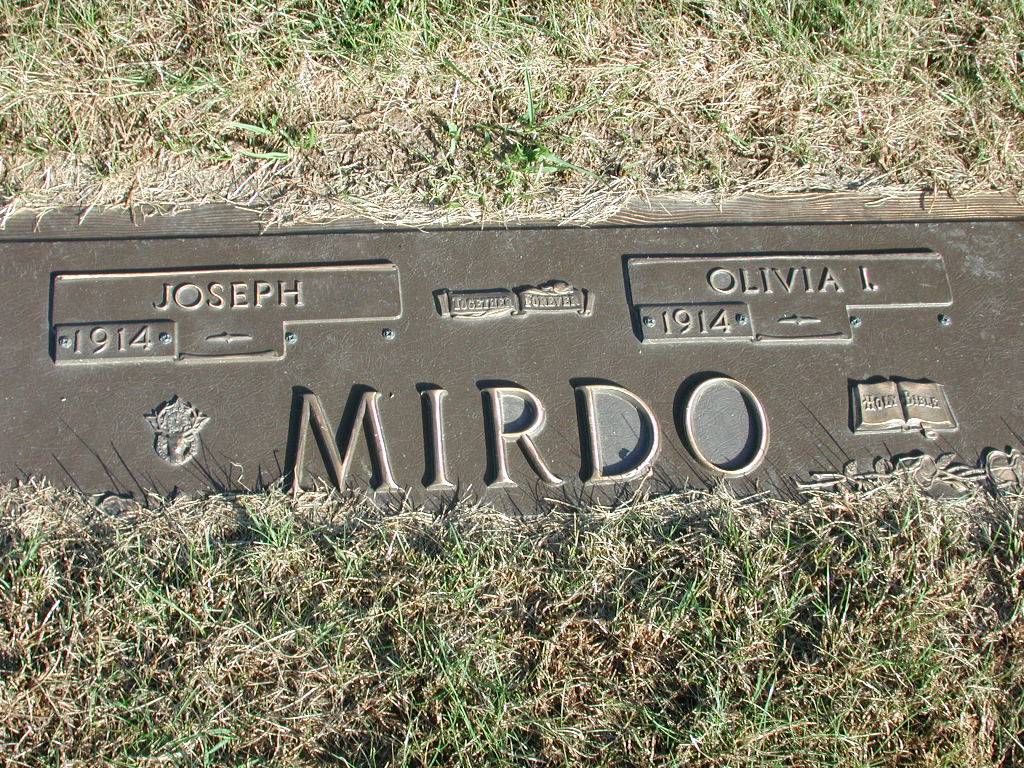 JOSEPH
1914
TOGETHER FOREVER
OLIVIA I.
1914
MIRDO
HOLY BIBLE